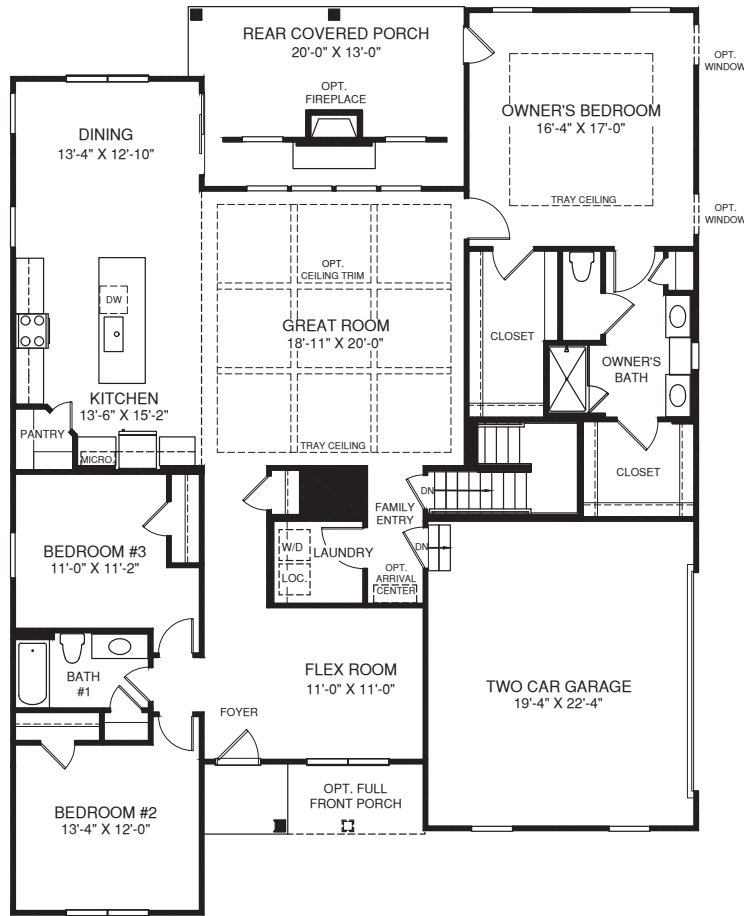 REAR COVERED PORCH
20'-0" X 13'-0"
OPT.
FIREPLACE
OPT.
WINDOW
OWNER'S BEDROOM
16'-4" X 17'-0"
TRAY CEILING
OPT.
WINDOW
DINING
13'-4" X 12'-10"
OPT.
CEILING TRIM
DW
GREAT ROOM
18'-11" X 20'-0"
CLOSET
OWNER'S
BATH
KITCHEN
13'-6" X 15'-2"
PANTRY
MICRO.
TRAY CEILING
CLOSET
DN
FAMILY
ENTRY
BEDROOM #3
11'-0" X 11'-2"
W/D
LAUNDRY
DN
LOC.
OPT.
ARRIVAL
CENTER
BATH
#1
FLEX ROOM
11'-0" X 11'-0"
TWO CAR GARAGE
19'-4" X 22'-4"
FOYER
OPT. FULL
FRONT PORCH
BEDROOM #2
13'-4" X 12'-0"